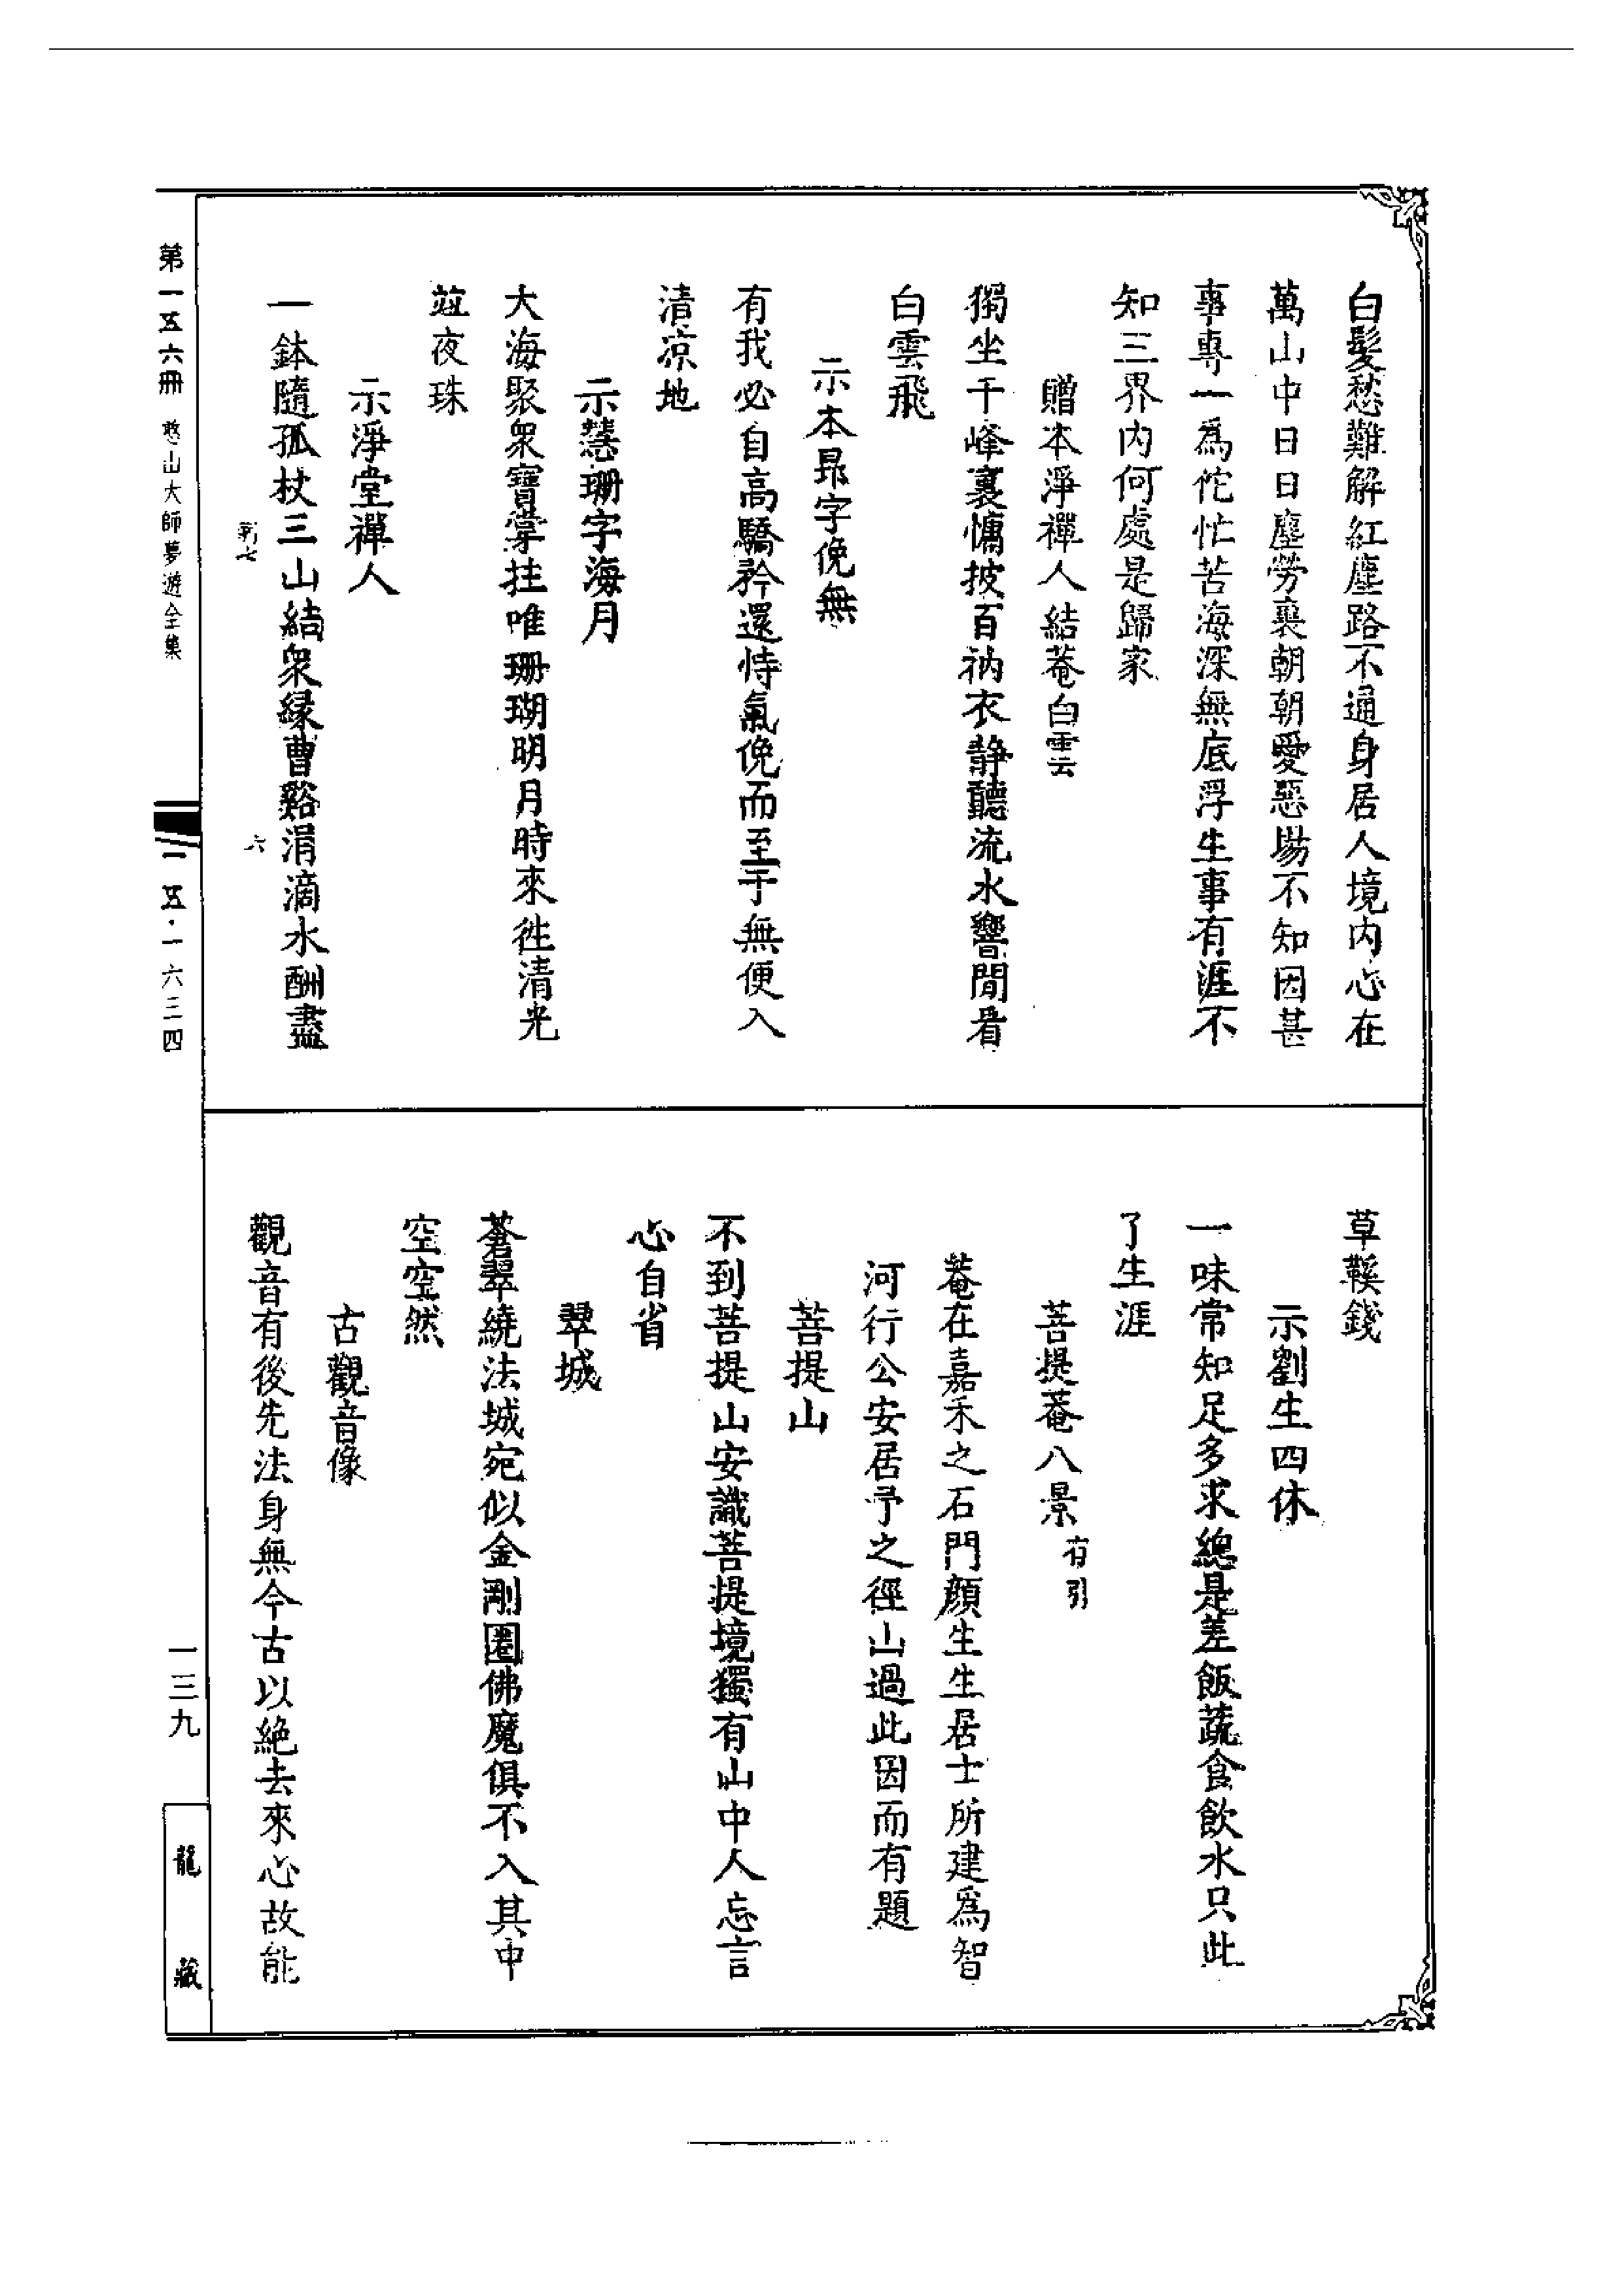 白髮愁難解紅塵路不通身居人境內心在
萬山中日日塵勞裏朝朝愛惡場不知因甚
事專一爲佗忙苦海深無底浮生事有涯不
知三界內何處是歸家
贈本淨禪人結菴白雲
獨坐千峰裏慵披百衲衣靜聽流水響閒看
白雲飛
示本昻字俛無
有我必自高驕矜還恃氣俛而至于無便入
清凉地
示慧珊字海月
大海聚衆寶掌拄唯珊瑚明月時來徃清光
竝夜珠
示淨堂禪人
一鉢隨孤杖三山結衆緣曹谿涓滴水酬盡
草鞵錢
示劉生四休
一味常知足多求總是差飯蔬食飲水只此
了生涯
菩提菴八景 有引
菴在嘉禾之石門顏生生居士所建爲智
河行公安居予之徑山過此因而有題
菩提山
不到菩提山安識菩提境獨有山中人忘言
心自省
翠城
蒼翠繞法城宛似金剛圈佛魔俱不入其中
空空然
古觀音像
觀音有後先法身無今古以絕去來心故能
第一五六冊 憨山大師夢遊全集
七
六
一五·一六三四
一三九
龍藏